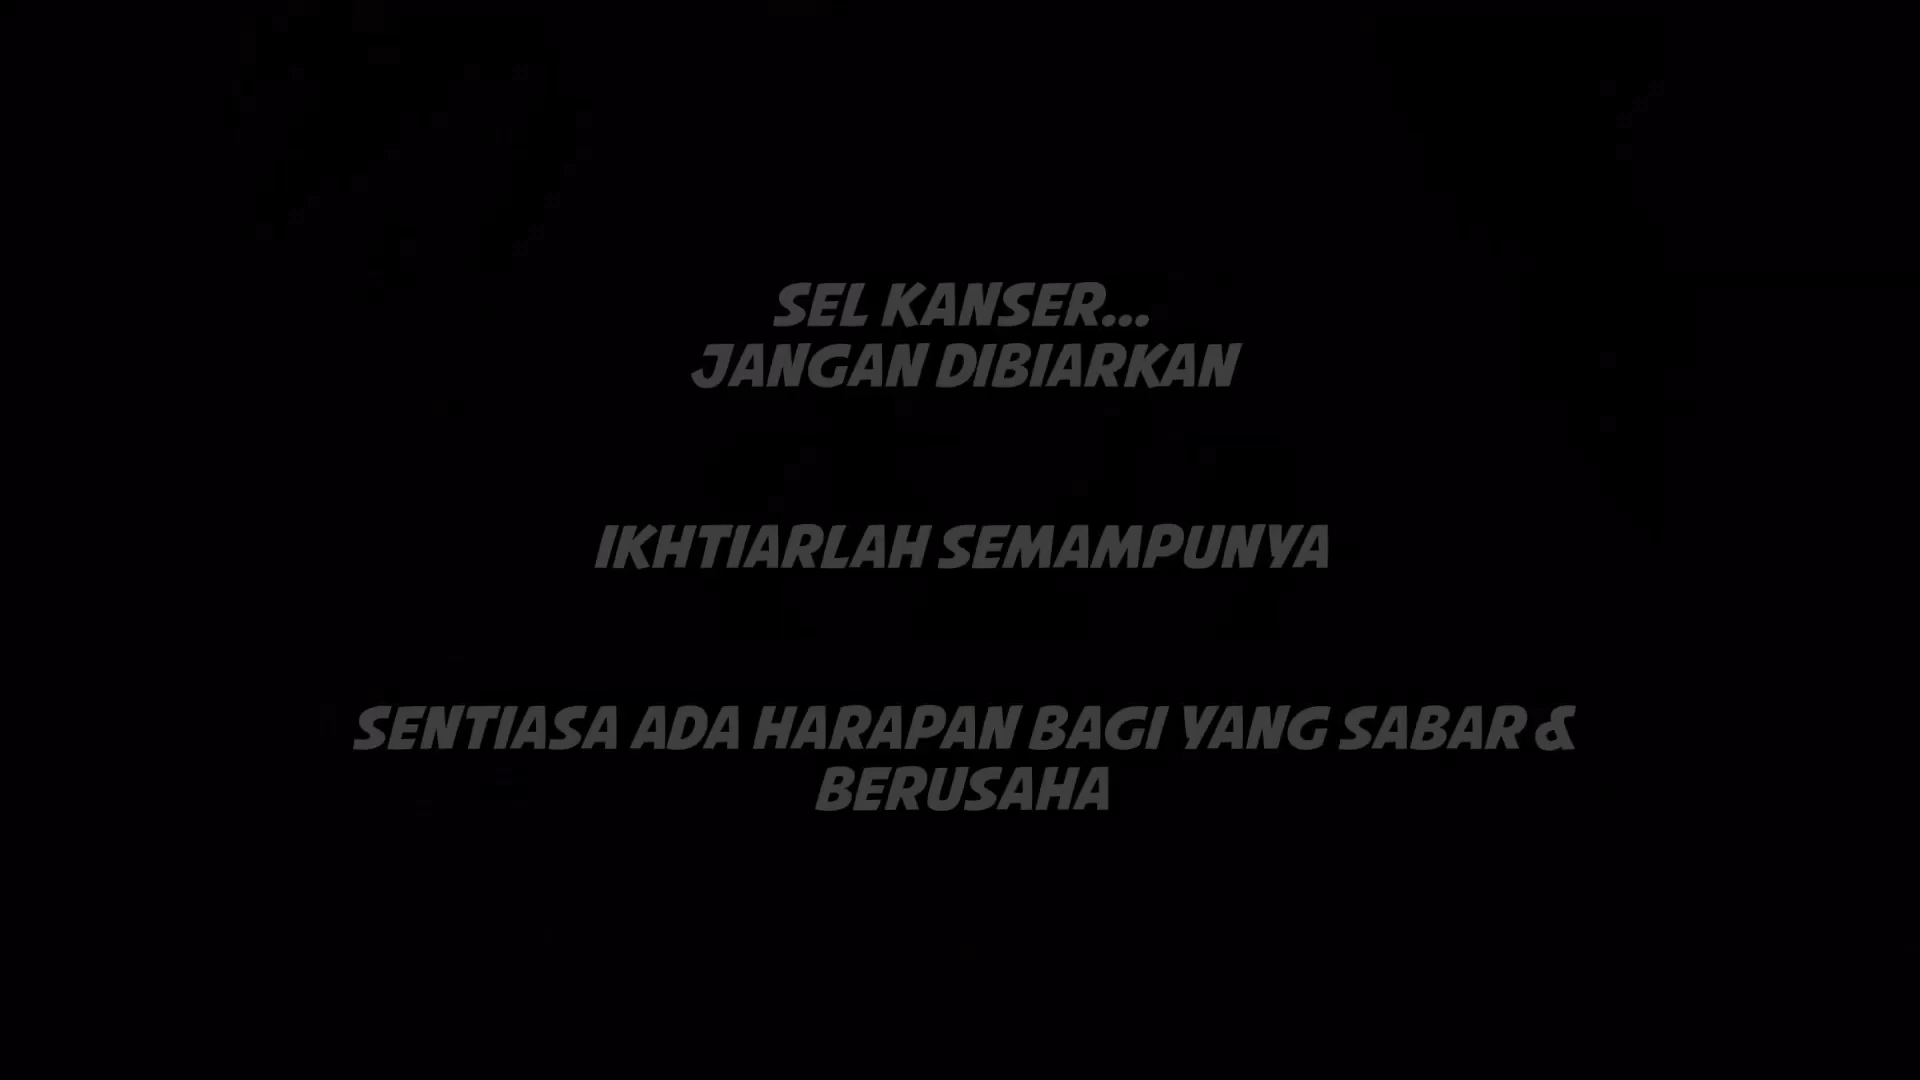 SEL KANSER...
JANGAN DIBIARKAN
IKHTIARLAH SEMAMPUNYA
SENTIASA ADA HARAPAN BAGI YANG SABAR &
BERUSAHA